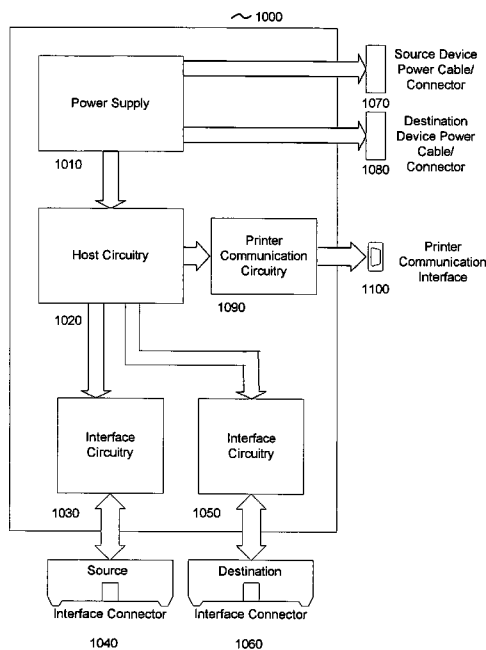 1000
Source Device
Power Cable/
Connector
1070
Power Supply
Destination
Device Power
Cable/
Connector
1080
1010
Host Circuitry
Printer
Communication
Circuitry
Printer
Communication
Interface
1100
1020
1090
Interface
Circuitry
Interface
Circuitry
1030
1050
Source
Destination
Interface Connector
Interface Connector
1040
1060